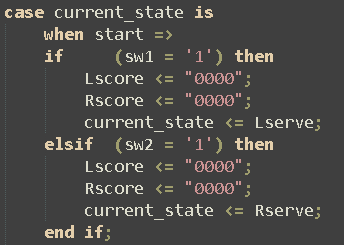 case current_state is
    when start =>
    if     (sw1 = '1') then
        Lscore <= "0000";
        Rscore <= "0000";
        current_state <= Lserve;
    elsif  (sw2 = '1') then
        Lscore <= "0000";
        Rscore <= "0000";
        current_state <= Rserve;
    end if;